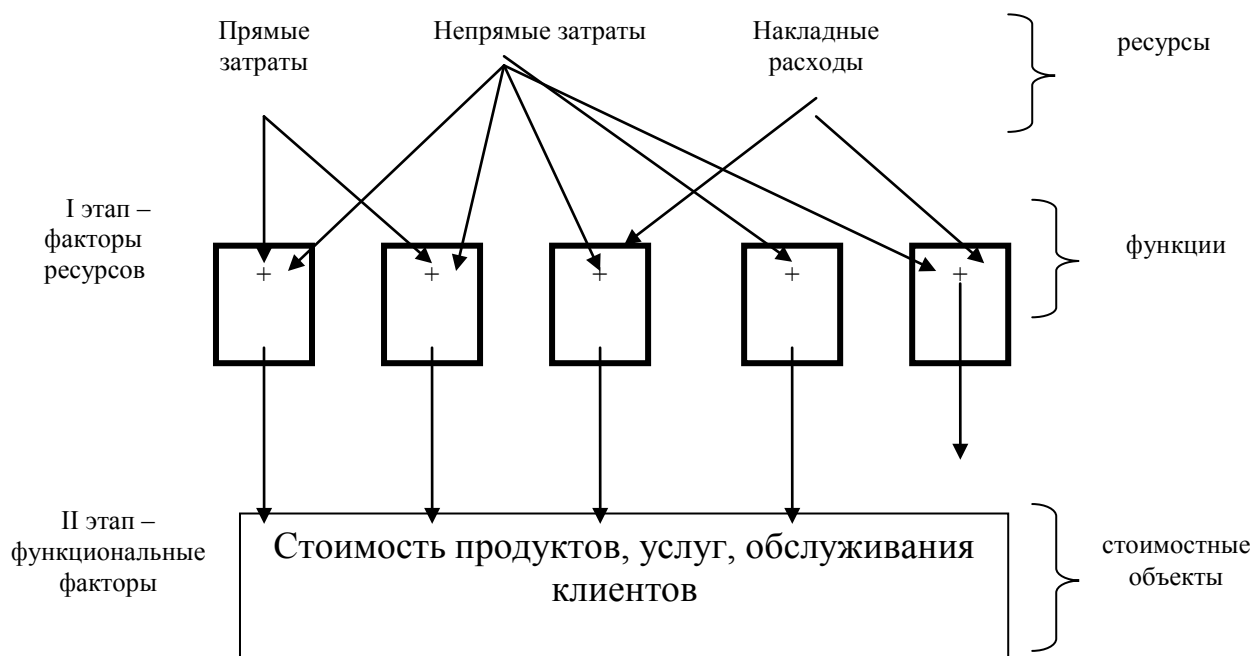 Прямые
затраты
Непрямые затраты
Накладные
расходы
ресурсы
I этап –
факторы
ресурсов
функции
+
+
+
+
+
II этап –
функциональные
факторы
Стоимость продуктов, услуг, обслуживания
клиентов
стоимостные
объекты